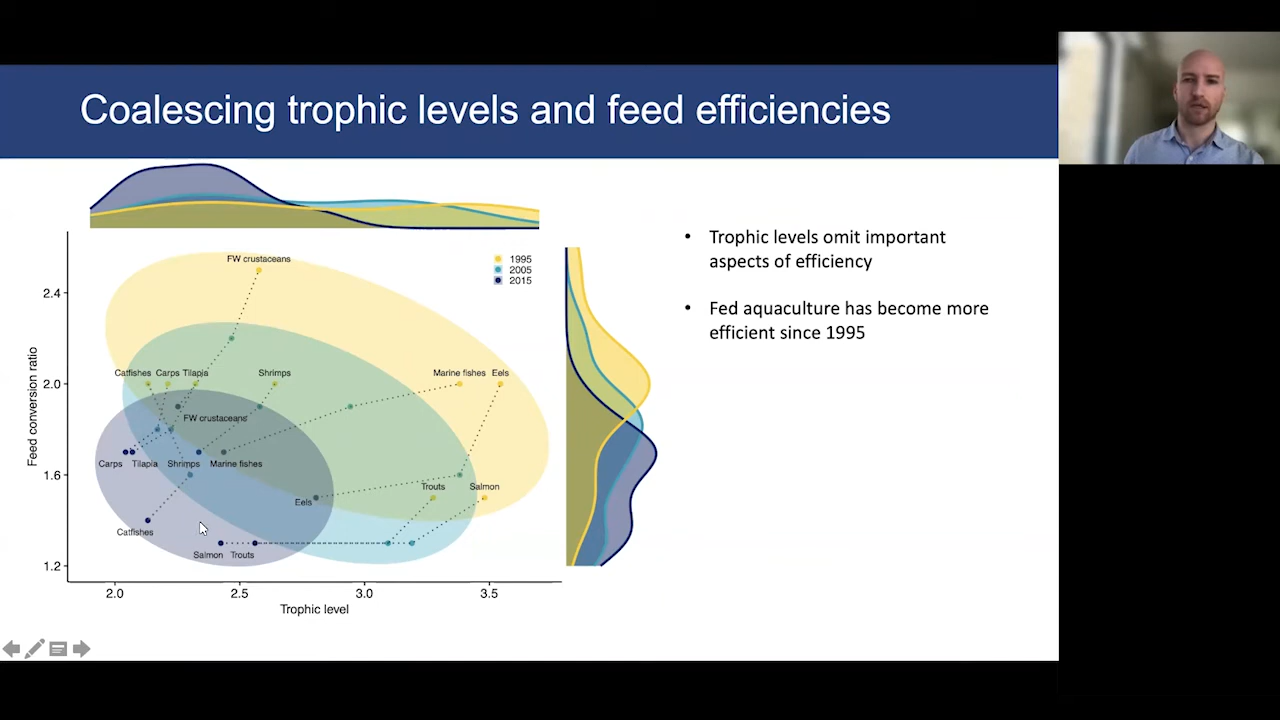 Coalescing trophic levels and feed efficiencies
1995
2005
2015
FW crustaceans
Catfishes Carps Tilapia Shrimps Marine fishes Eels
FW crustaceans
Carps Tilapia Shrimps Marine fishes
Trouts Salmon
Eels
Catfishes
Salmon Trouts
2.4
2.0
1.6
1.2
Feed conversion ratio
2.0 2.5 3.0 3.5
Trophic level
• Trophic levels omit important
aspects of efficiency
• Fed aquaculture has become more
efficient since 1995